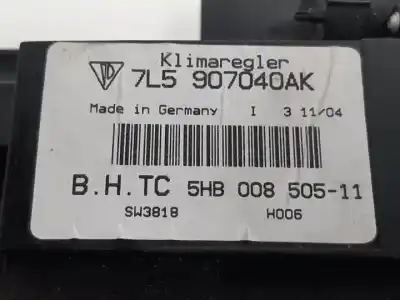 Klimaregler
7L5 907040AK
Made in Germany I 3 11/04
B.H.TC 5HB 008 505-11
SW3818 H006